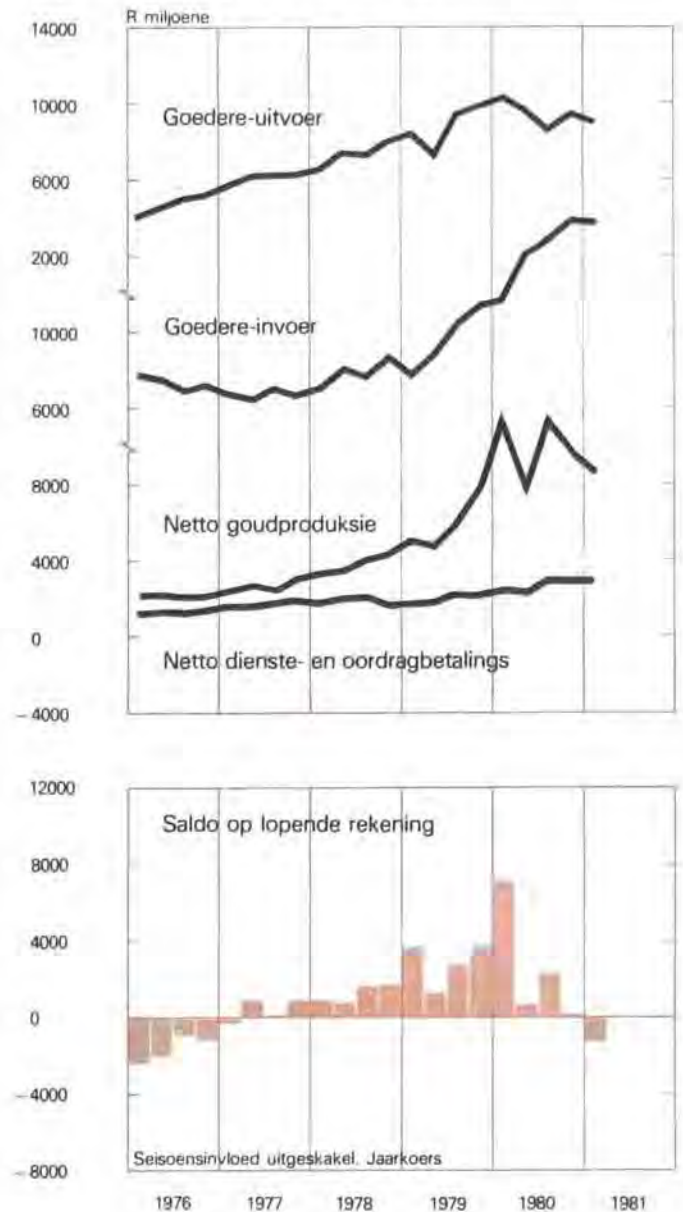 R miljoene
14000
10000
Goedere-uitvoer
6000
2000
10000
Goedere-invoer
6000
8000
Netto goudproduksie
4000
0
Netto dienste- en oordragbetalings
−4000
12000
Saldo op lopende rekening
8000
4000
0
−4000
Seisoensinvloed uitgeskakel. Jaarkoers
−8000
1976 1977 1978 1979 1980 1981